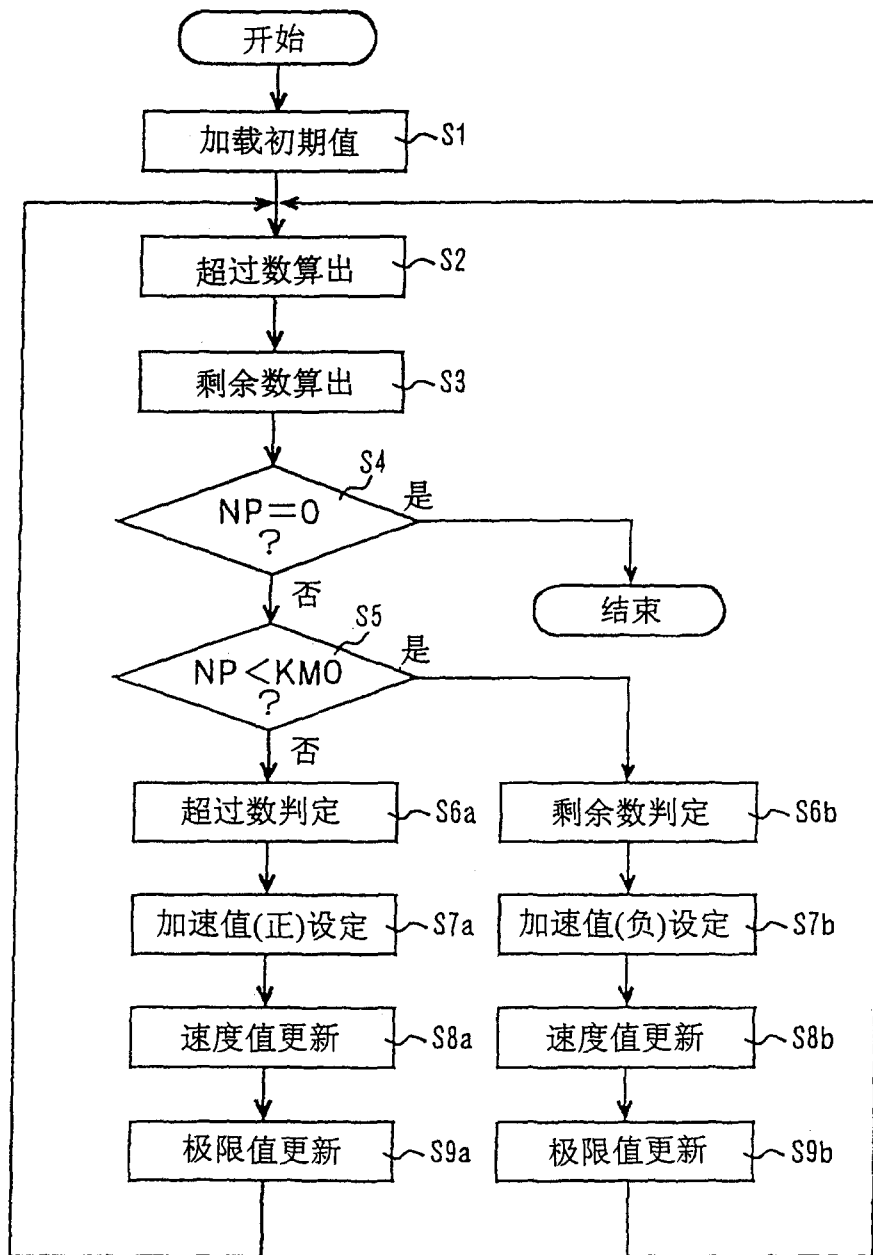 开始
加载初期值
S1
超过数算出
S2
剩余数算出
S3
S4
NP=0
?
是
否
结束
S5
NP<KM0
?
是
否
超过数判定
S6a
剩余数判定
S6b
加速值(正)设定
S7a
加速值(负)设定
S7b
速度值更新
S8a
速度值更新
S8b
极限值更新
S9a
极限值更新
S9b